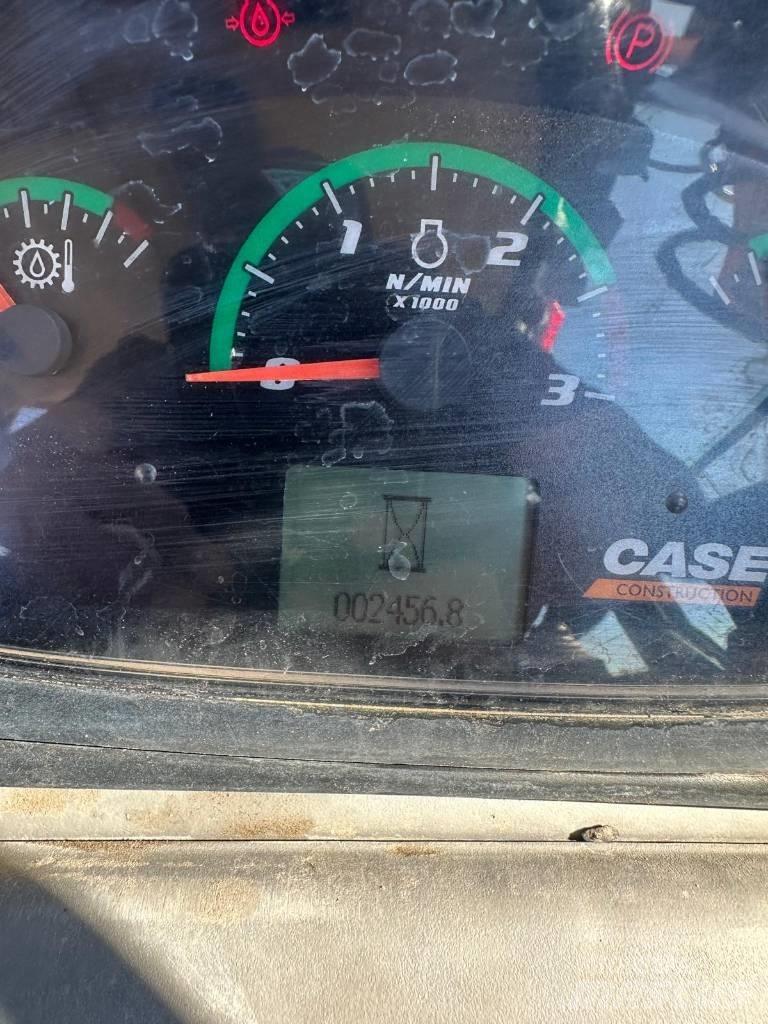 P
1
2
N/MIN
X1000
0
3
002456.8
CASE
CONSTRUCTION